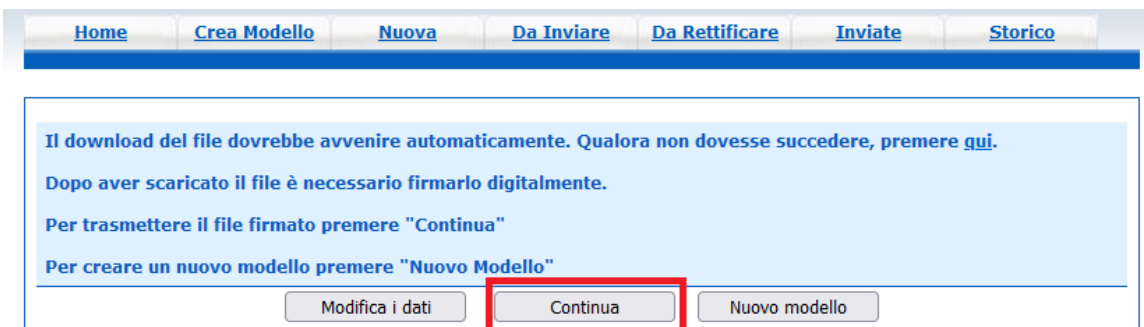 Home Crea Modello Nuova Da Inviare Da Rettificare Inviate Storico
Il download del file dovrebbe avvenire automaticamente. Qualora non dovesse succedere, premere qui.
Dopo aver scaricato il file è necessario firmarlo digitalmente.
Per trasmettere il file firmato premere "Continua"
Per creare un nuovo modello premere "Nuovo Modello"
Modifica i dati Continua Nuovo modello